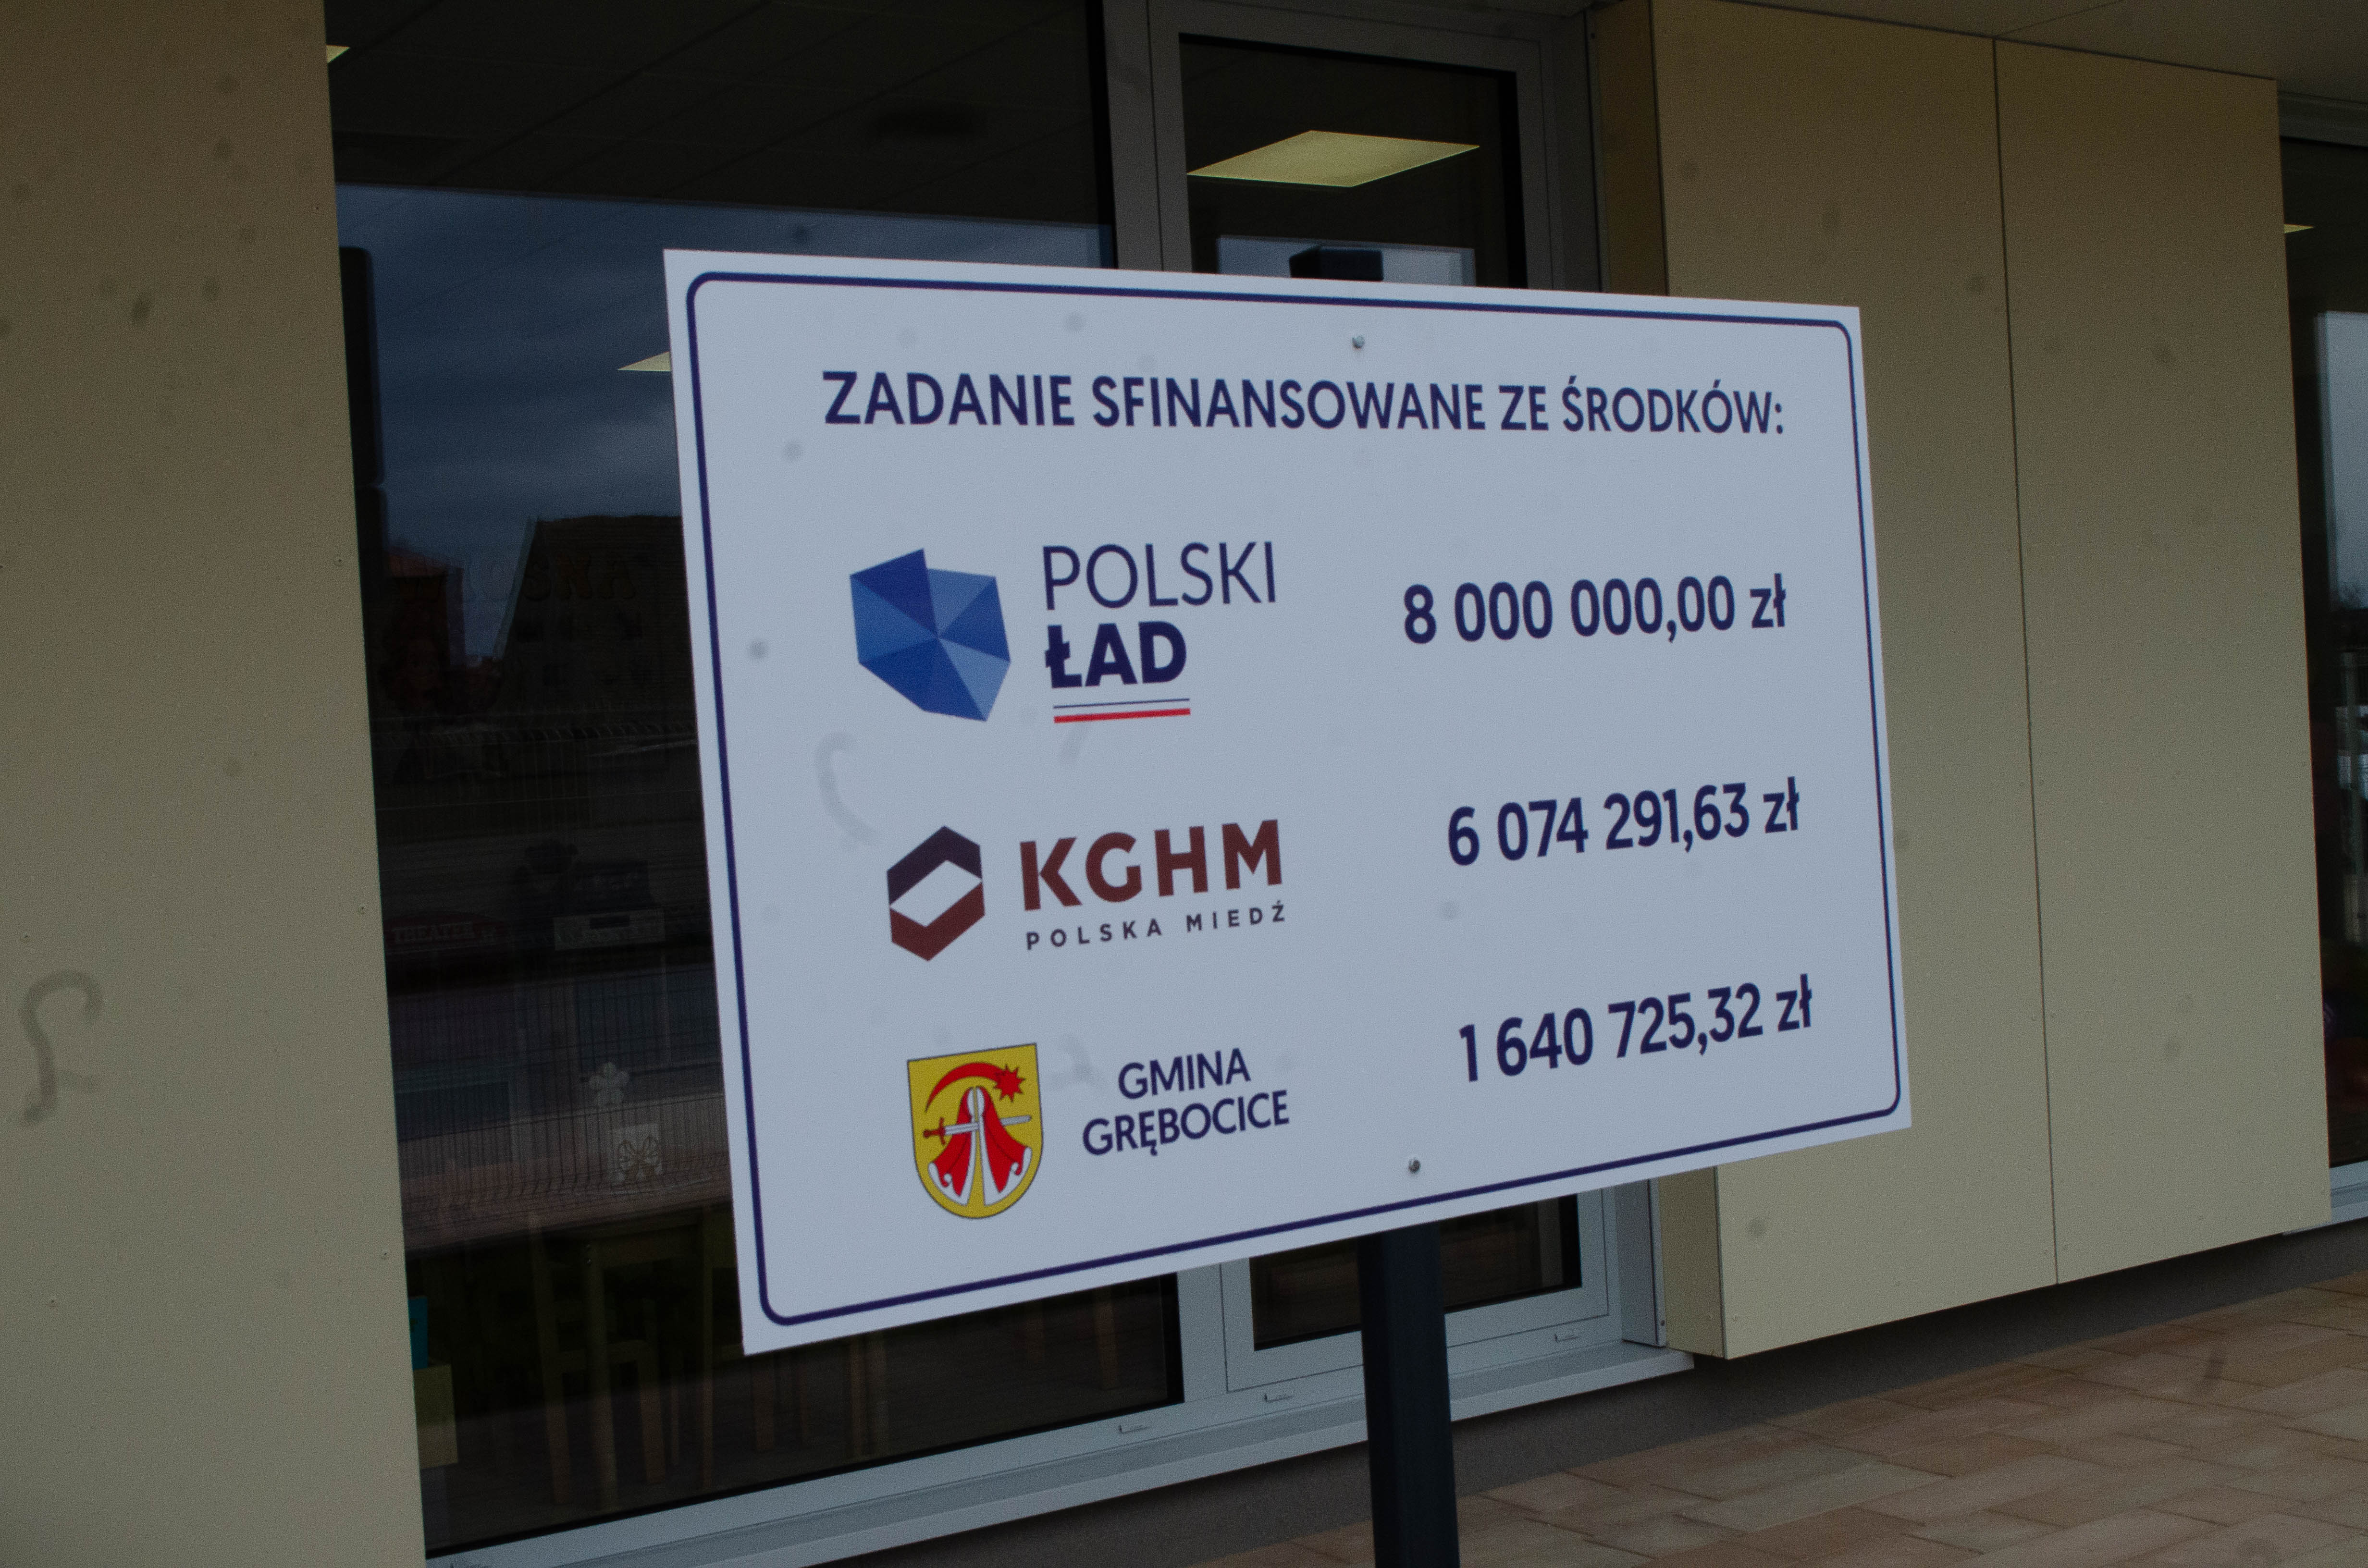 ZADANIE SFINANSOWANE ZE ŚRODKÓW:
POLSKI
ŁAD
8 000 000,00 zł
KGHM
POLSKA MIEDŹ
6 074 291,63 zł
GMINA
GRĘBOCICE
1 640 725,32 zł
THEATER